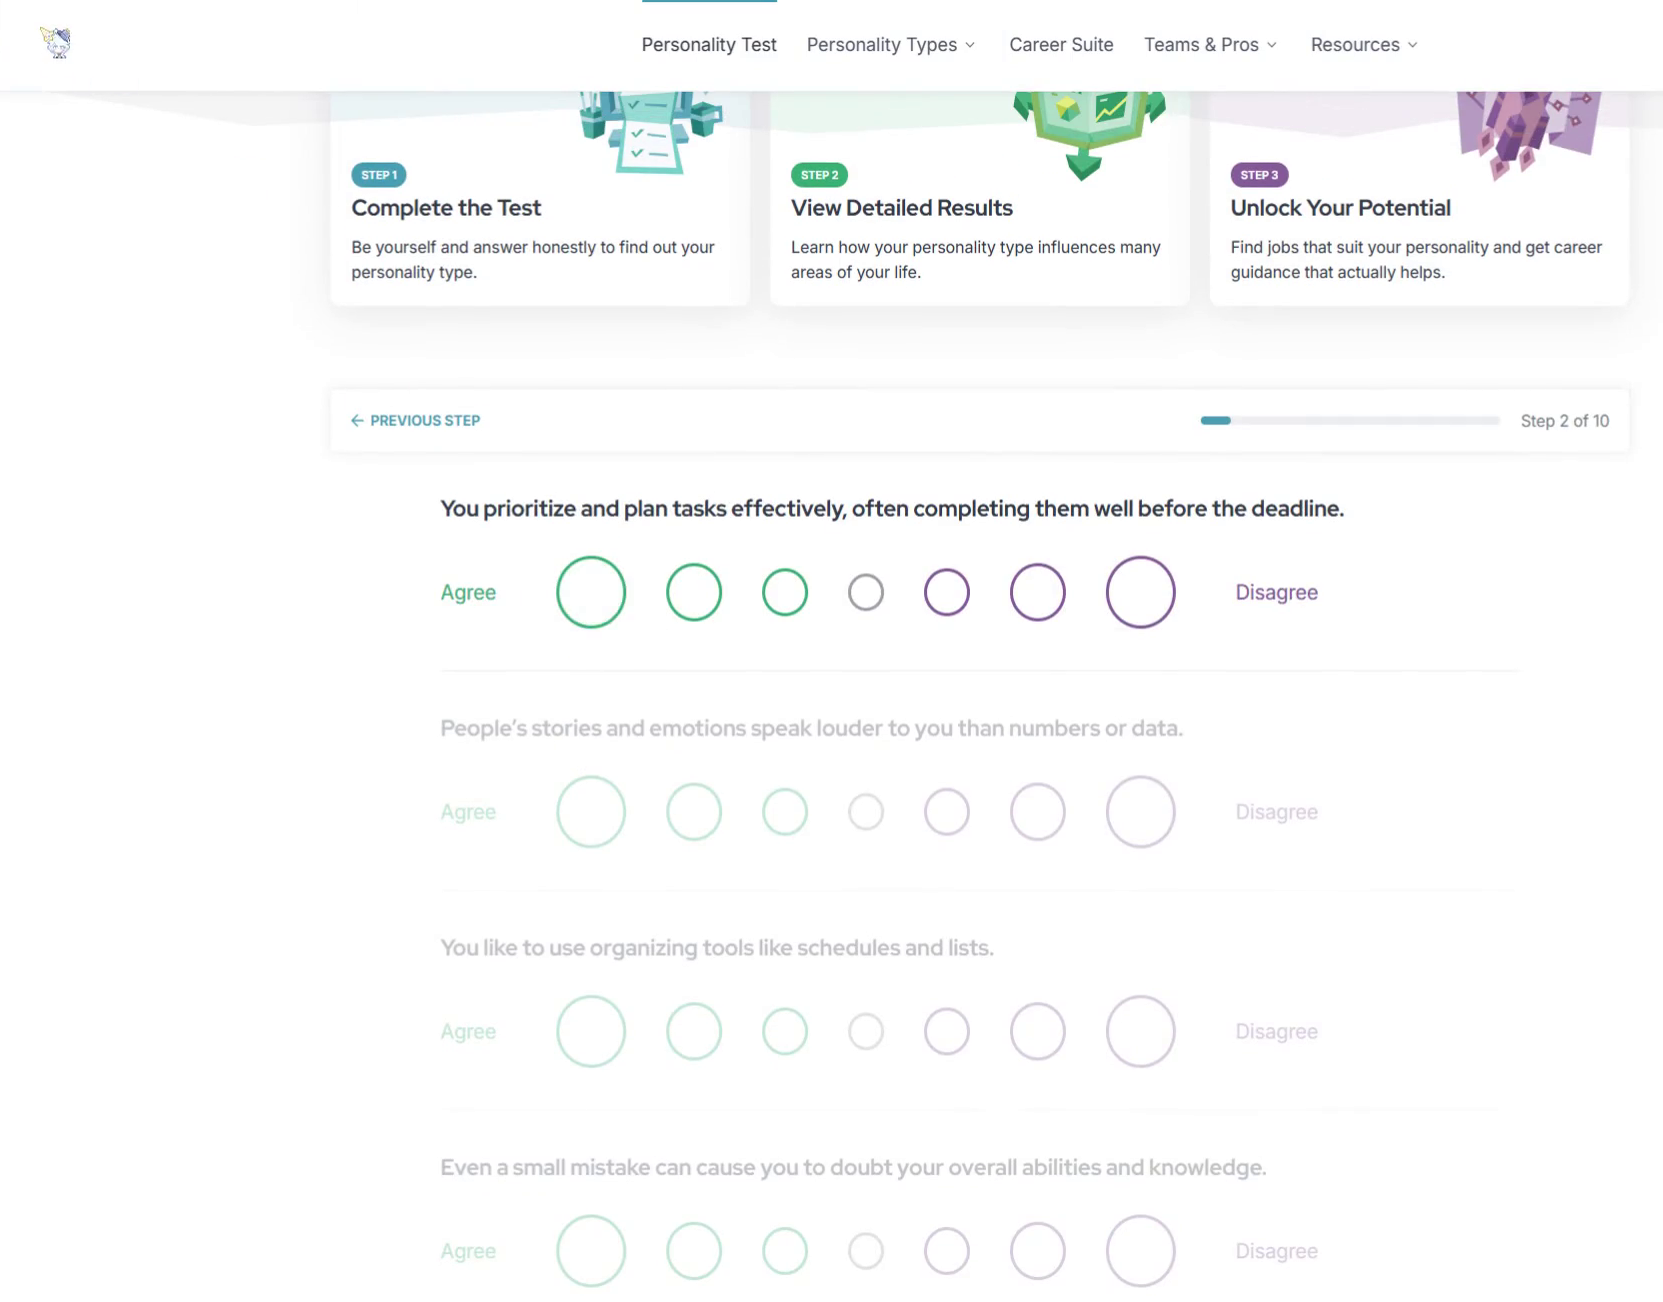 Personality Test
Personality Types
Career Suite
Teams & Pros
Resources
STEP 1
Complete the Test
Be yourself and answer honestly to find out your
personality type.
STEP 2
View Detailed Results
Learn how your personality type influences many
areas of your life.
STEP 3
Unlock Your Potential
Find jobs that suit your personality and get career
guidance that actually helps.
← PREVIOUS STEP
Step 2 of 10
You prioritize and plan tasks effectively, often completing them well before the deadline.
Agree
Disagree
People’s stories and emotions speak louder to you than numbers or data.
Agree
Disagree
You like to use organizing tools like schedules and lists.
Agree
Disagree
Even a small mistake can cause you to doubt your overall abilities and knowledge.
Agree
Disagree